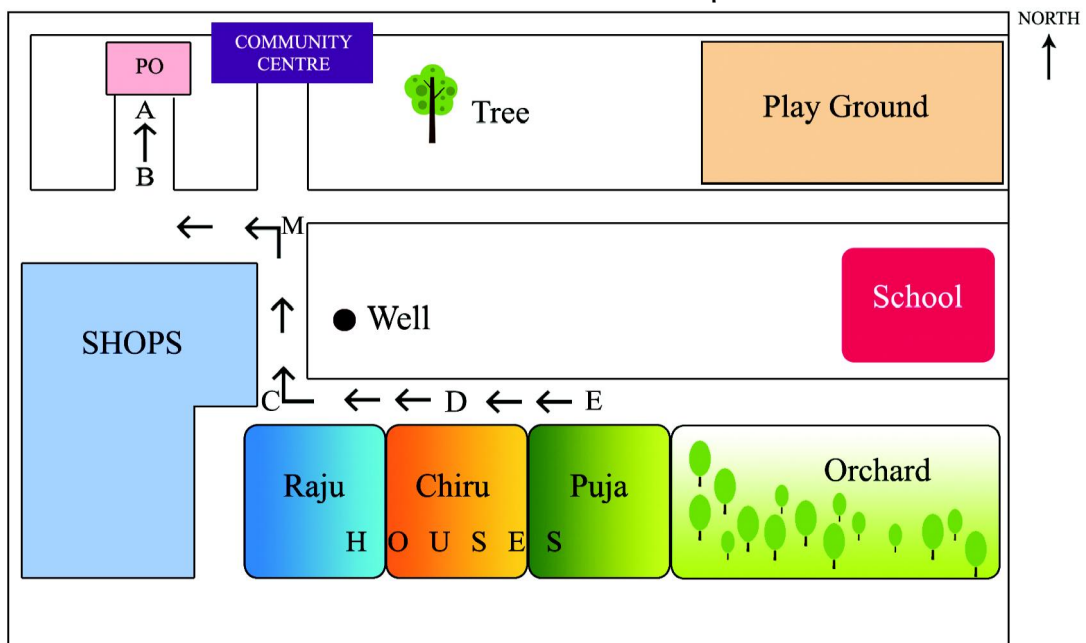 NORTH
COMMUNITY
CENTRE
PO
A
B
Tree
Play Ground
M
SHOPS
Well
School
C
D
E
Raju
Chiru
Puja
Orchard
H O U S E S